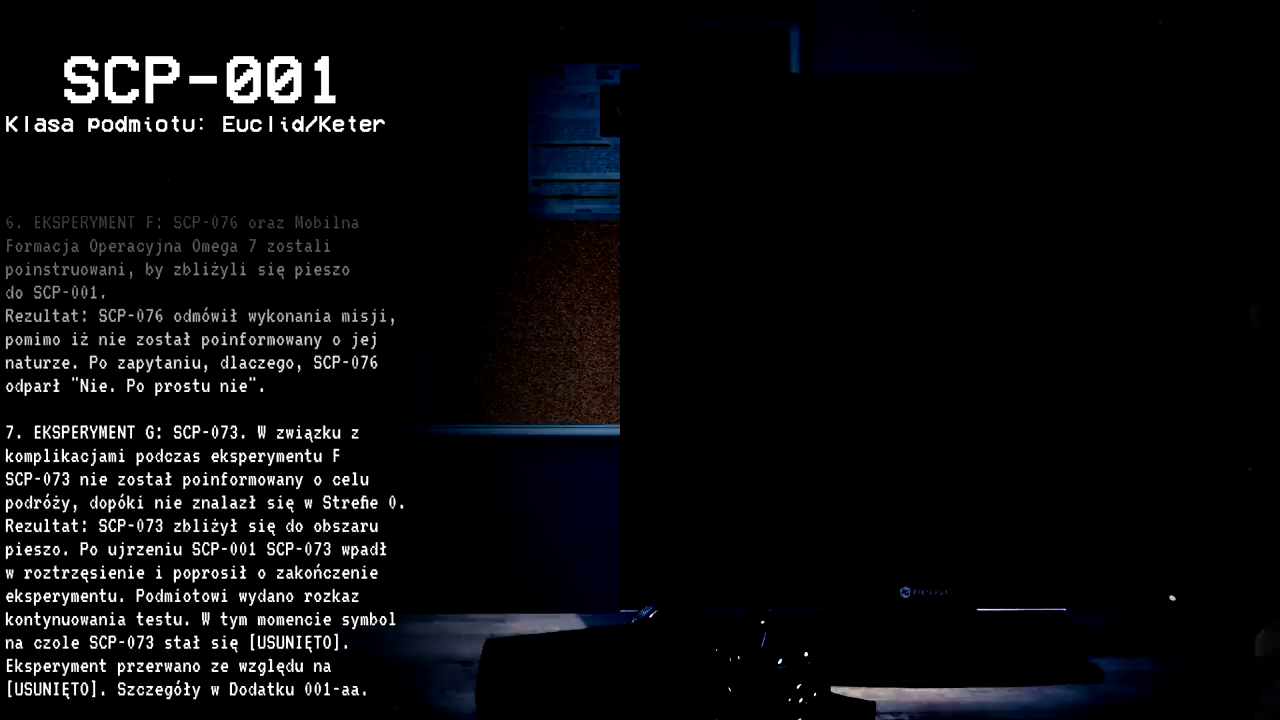 SCP-001
Klasa podmiotu: Euclid/Keter
6. EKSPERYMENT F: SCP-076 oraz Mobilna
Formacja Operacyjna Omega 7 zostali
poinstruowani, by zbliżyli się pieszo
do SCP-001.
Rezultat: SCP-076 odmówił wykonania misji,
pomimo iż nie został poinformowany o jej
naturze. Po zapytaniu, dlaczego, SCP-076
odparł "Nie. Po prostu nie".
7. EKSPERYMENT G: SCP-073. W związku z
komplikacjami podczas eksperymentu F
SCP-073 nie został poinformowany o celu
podróży, dopóki nie znalazł się w Strefie 0.
Rezultat: SCP-073 zbliżył się do obszaru
pieszo. Po ujrzeniu SCP-001 SCP-073 wpadł
w roztrzęsienie i poprosił o zakończenie
eksperymentu. Podmiotowi wydano rozkaz
kontynuowania testu. W tym momencie symbol
na czole SCP-073 stał się [USUNIĘTO].
Eksperyment przerwano ze względu na
[USUNIĘTO]. Szczegóły w Dodatku 001-aa.